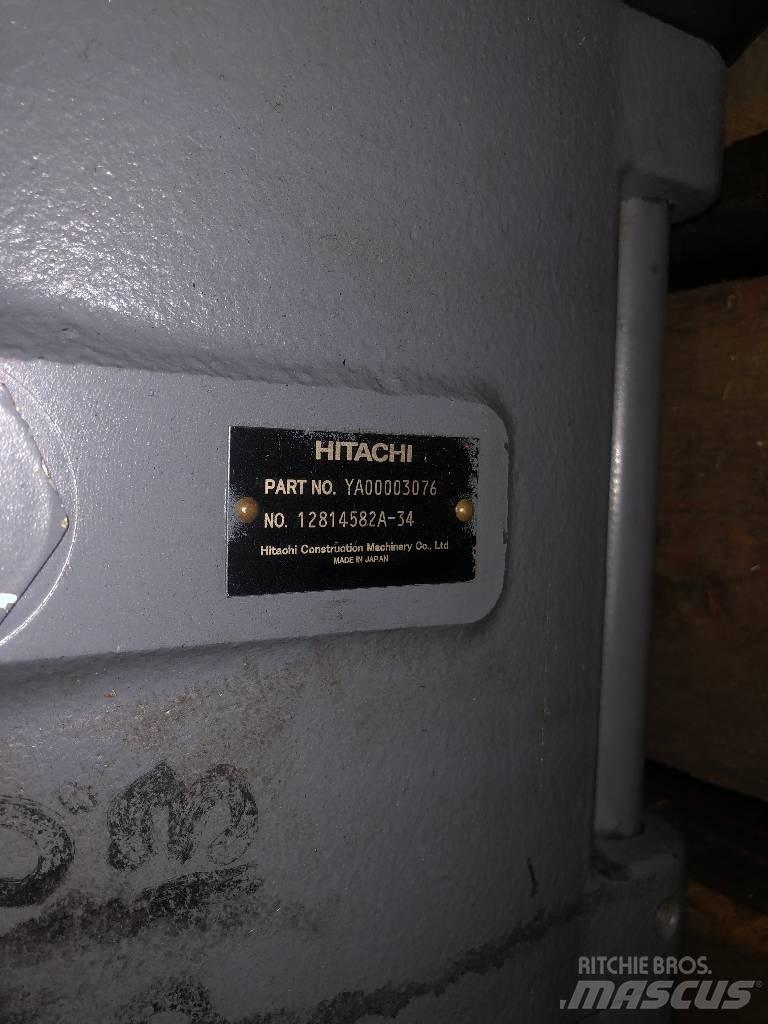 HITACHI
PART NO. YA00003076
NO. 12814582A-34
Hitachi Construction Machinery Co., Ltd
MADE IN JAPAN
RITCHIE BROS.
MASCUS